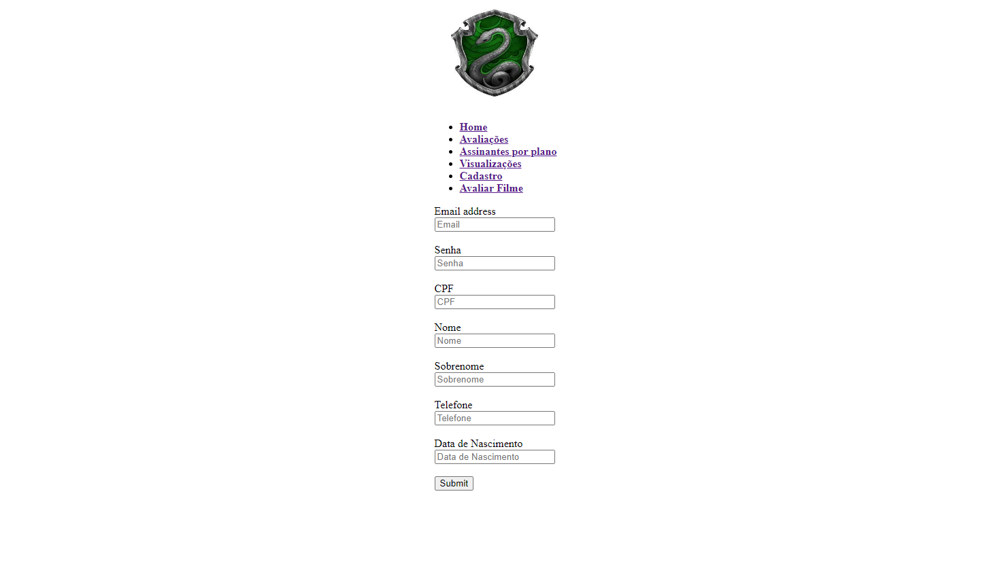 Home
Avaliações
Assinantes por plano
Visualizações
Cadastro
Avaliar Filme
Email address
Email
Senha
Senha
CPF
CPF
Nome
Nome
Sobrenome
Sobrenome
Telefone
Telefone
Data de Nascimento
Data de Nascimento
Submit